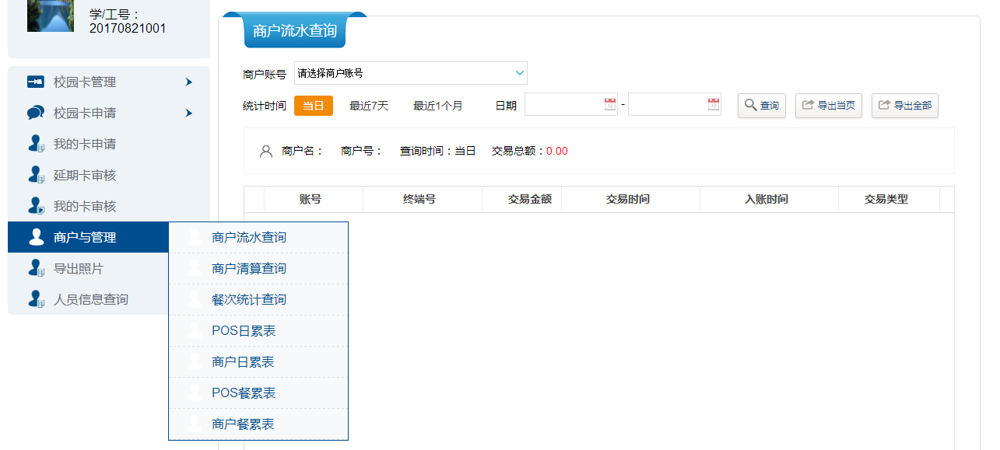 学/工号：
20170821001
校园卡管理
校园卡申请
我的卡申请
延期卡审核
我的卡审核
商户与管理
导出照片
人员信息查询
商户流水查询
商户清算查询
餐次统计查询
POS日累表
商户日累表
POS餐累表
商户餐累表
商户流水查询
商户账号 请选择商户账号
统计时间 当日 最近7天 最近1个月 日期 - 查询 导出当页 导出全部
商户名： 商户号： 查询时间：当日 交易总额：0.00
账号 终端号 交易金额 交易时间 入账时间 交易类型